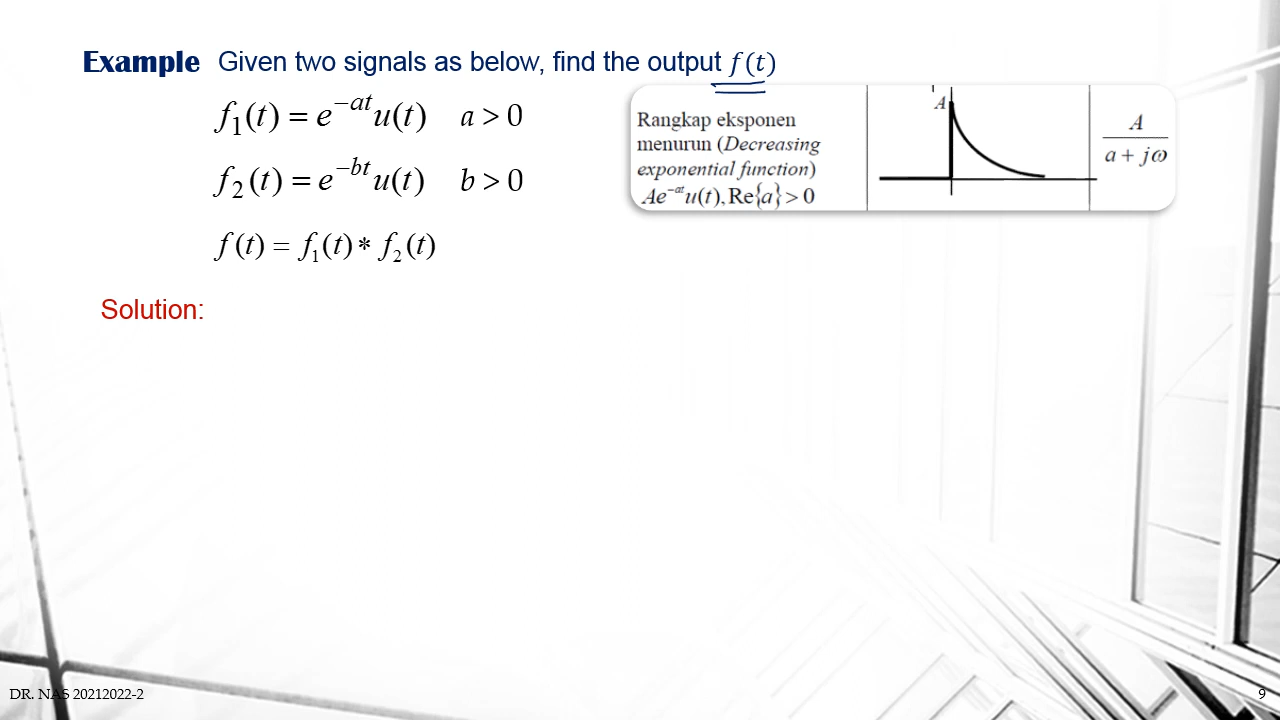 Example Given two signals as below, find the output f(t)
f₁(t) = e^{−at}u(t) a > 0
f₂(t) = e^{−bt}u(t) b > 0
f(t) = f₁(t) * f₂(t)
Rangkap eksponen
menurun (Decreasing
exponential function)
Ae^{−at}u(t), Re{a} > 0
A
A
a + jω
Solution:
DR. NAS 20212022-2
9